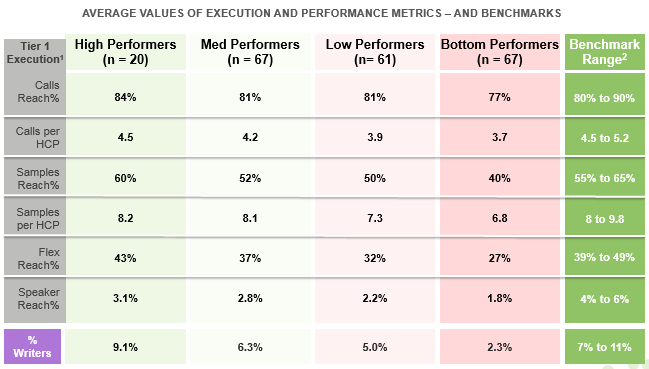 AVERAGE VALUES OF EXECUTION AND PERFORMANCE METRICS – AND BENCHMARKS
Tier 1 Execution¹ High Performers (n = 20) Med Performers (n = 67) Low Performers (n= 61) Bottom Performers (n = 67) Benchmark Range²
Calls Reach% 84% 81% 81% 77% 80% to 90%
Calls per HCP 4.5 4.2 3.9 3.7 4.5 to 5.2
Samples Reach% 60% 52% 50% 40% 55% to 65%
Samples per HCP 8.2 8.1 7.3 6.8 8 to 9.8
Flex Reach% 43% 37% 32% 27% 39% to 49%
Speaker Reach% 3.1% 2.8% 2.2% 1.8% 4% to 6%
% Writers 9.1% 6.3% 5.0% 2.3% 7% to 11%